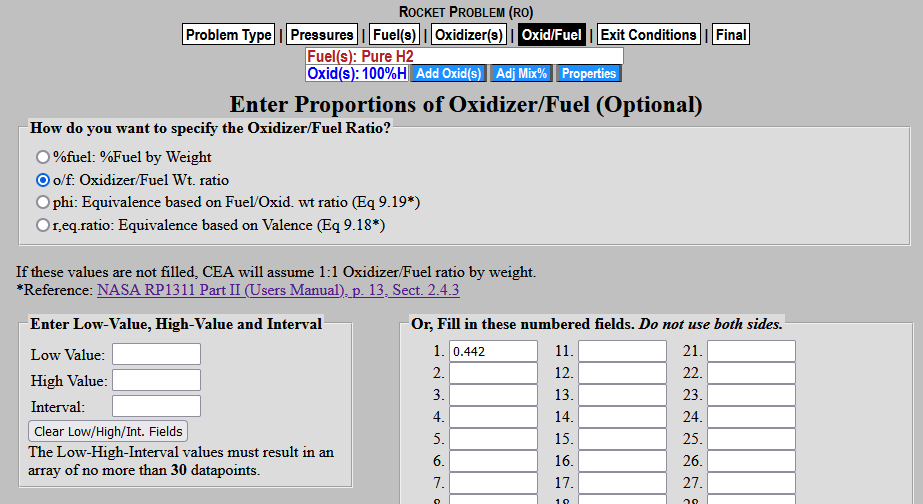 ROCKET PROBLEM (RO)
Problem Type | Pressures | Fuel(s) | Oxidizer(s) | Oxid/Fuel | Exit Conditions | Final
Fuel(s): Pure H2
Oxid(s): 100%H Add Oxid(s) Adj Mix% Properties
Enter Proportions of Oxidizer/Fuel (Optional)
How do you want to specify the Oxidizer/Fuel Ratio?
%fuel: %Fuel by Weight
o/f: Oxidizer/Fuel Wt. ratio
phi: Equivalence based on Fuel/Oxid. wt ratio (Eq 9.19*)
r,eq.ratio: Equivalence based on Valence (Eq 9.18*)
If these values are not filled, CEA will assume 1:1 Oxidizer/Fuel ratio by weight.
*Reference: NASA RP1311 Part II (Users Manual), p. 13, Sect. 2.4.3
Enter Low-Value, High-Value and Interval
Low Value:
High Value:
Interval:
Clear Low/High/Int. Fields
The Low-High-Interval values must result in an
array of no more than 30 datapoints.
Or, Fill in these numbered fields. Do not use both sides.
1. 0.442 11. 21.
2. 12. 22.
3. 13. 23.
4. 14. 24.
5. 15. 25.
6. 16. 26.
7. 17. 27.